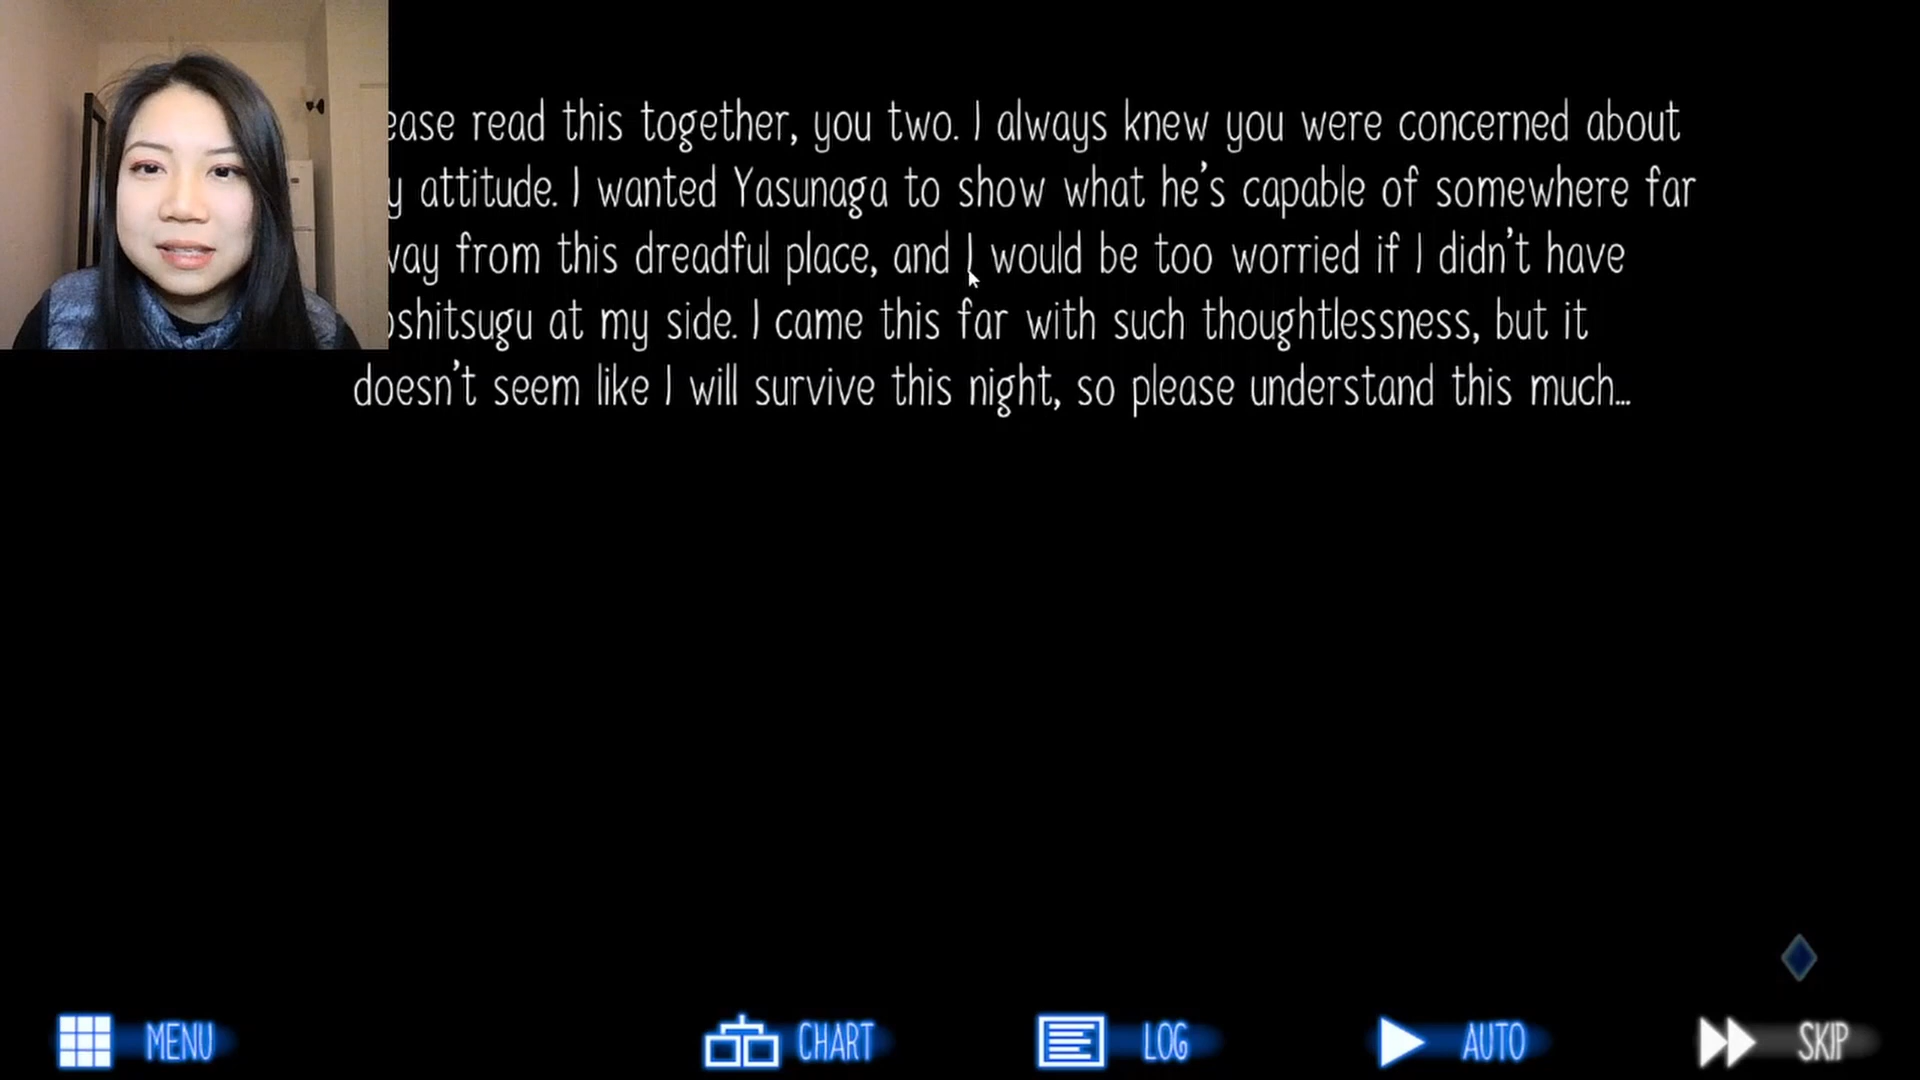 read this together, you two. I always knew you were concerned about
attitude. I wanted Yasunaga to show what he's capable of somewhere far
from this dreadful place, and I would be too worried if I didn't have
at my side. I came this far with such thoughtlessness, but it
doesn't seem like I will survive this night, so please understand this much...
MENU
CHART
LOG
AUTO
SKIP